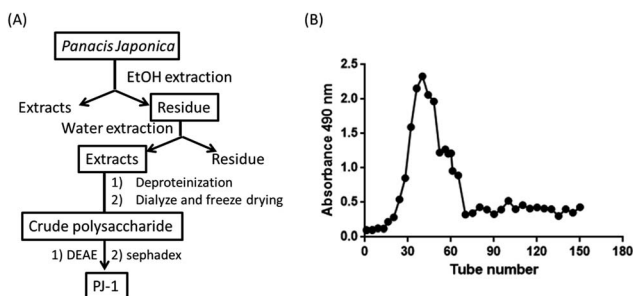 (A)
Panacis Japonica
EtOH extraction
Extracts
Residue
Water extraction
Extracts
Residue
1) Deproteinization
2) Dialyze and freeze drying
Crude polysaccharide
1) DEAE 2) sephadex
PJ-1
(B)
Absorbance 490 nm
2.5
2.0
1.5
1.0
0.5
0.0
0 30 60 90 120 150 180
Tube number